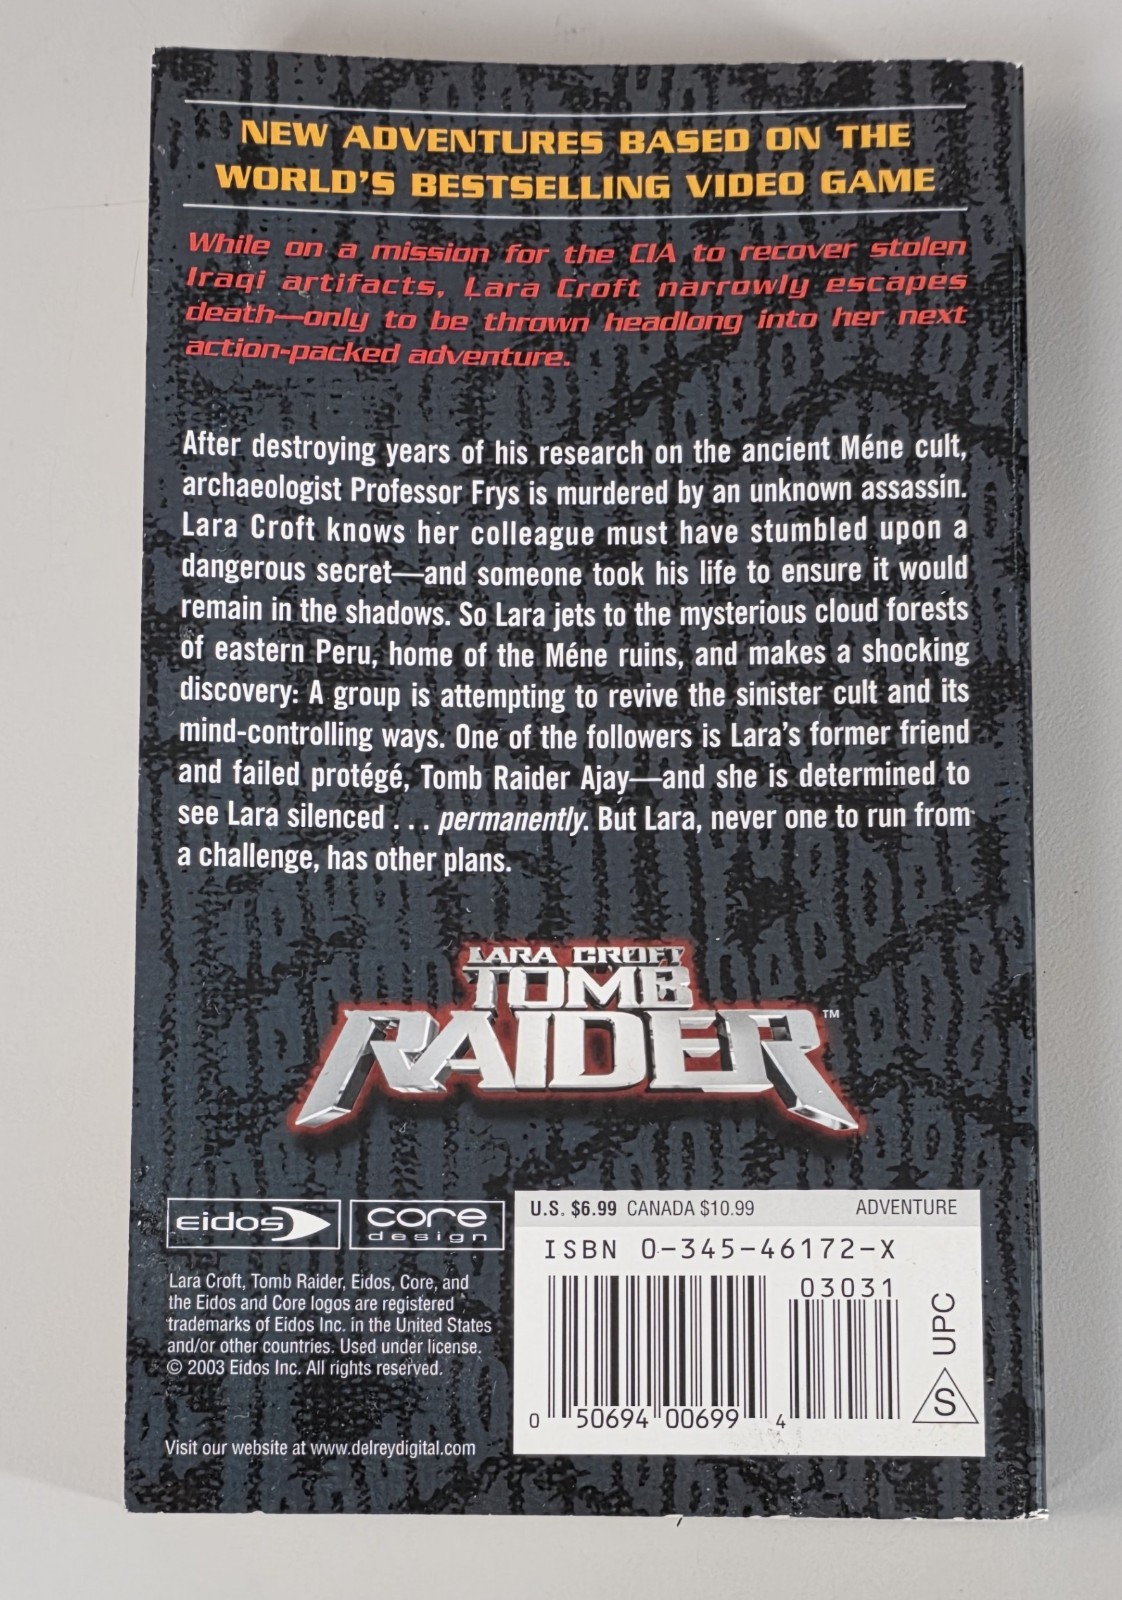 NEW ADVENTURES BASED ON THE
WORLD'S BESTSELLING VIDEO GAME
While on a mission for the CIA to recover stolen
Iraqi artifacts, Lara Croft narrowly escapes
death—only to be thrown headlong into her next
action-packed adventure.
After destroying years of his research on the ancient Méne cult,
archaeologist Professor Frys is murdered by an unknown assassin.
Lara Croft knows her colleague must have stumbled upon a
dangerous secret—and someone took his life to ensure it would
remain in the shadows. So Lara jets to the mysterious cloud forests
of eastern Peru, home of the Méne ruins, and makes a shocking
discovery: A group is attempting to revive the sinister cult and its
mind-controlling ways. One of the followers is Lara's former friend
and failed protégé, Tomb Raider Ajay—and she is determined to
see Lara silenced . . . permanently. But Lara, never one to run from
a challenge, has other plans.
LARA CROFT
TOMB
RAIDER™
eidos
core
design
Lara Croft, Tomb Raider, Eidos, Core, and
the Eidos and Core logos are registered
trademarks of Eidos Inc. in the United States
and/or other countries. Used under license.
© 2003 Eidos Inc. All rights reserved.
Visit our website at www.delreydigital.com
U.S. $6.99 CANADA $10.99 ADVENTURE
ISBN 0-345-46172-X
03031
0 50694 00699 4
UPC
S